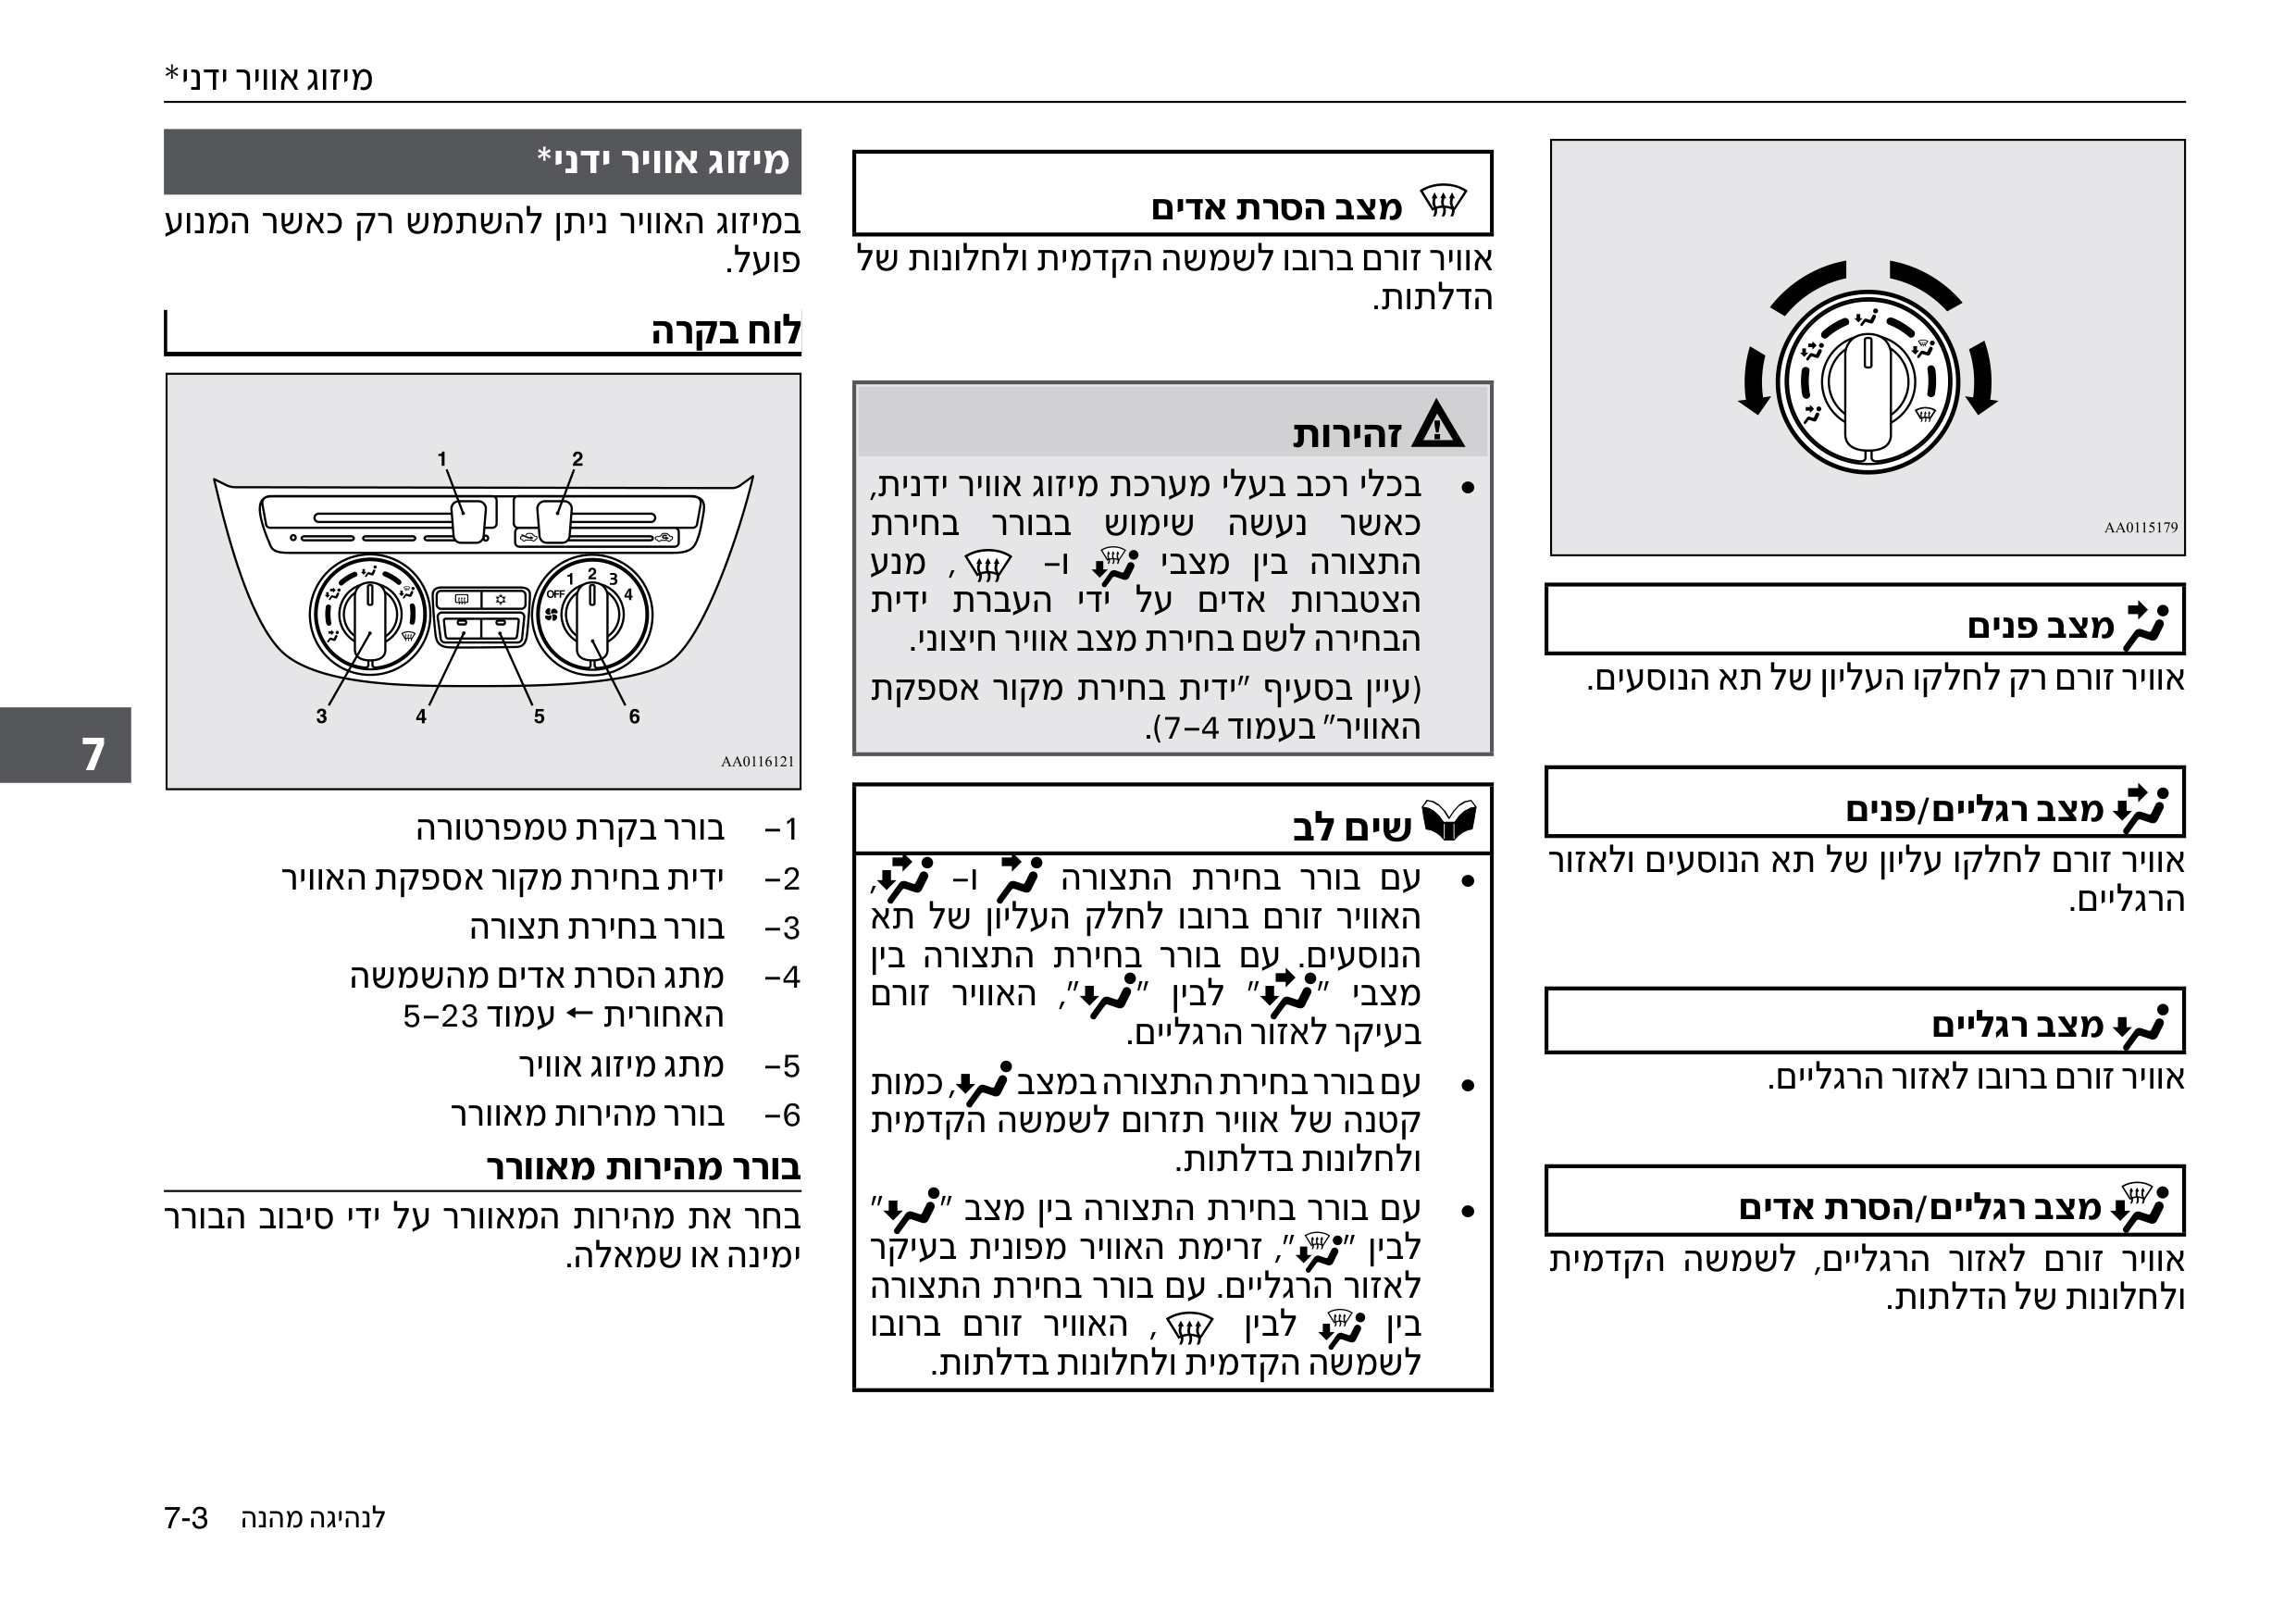 מיזוג אוויר ידני*
AA0115179
מצב פנים
אוויר זורם רק לחלקו העליון של תא הנוסעים.
מצב רגליים/פנים
אוויר זורם לחלקו עליון של תא הנוסעים ולאזור
הרגליים.
מצב רגליים
אוויר זורם ברובו לאזור הרגליים.
מצב רגליים/הסרת אדים
אוויר זורם לאזור הרגליים, לשמשה הקדמית
ולחלונות של הדלתות.
מצב הסרת אדים
אוויר זורם ברובו לשמשה הקדמית ולחלונות של
הדלתות.
זהירות
• בכלי רכב בעלי מערכת מיזוג אוויר ידנית,
כאשר נעשה שימוש בבורר בחירת
התצורה בין מצבי ו– , מנע
הצטברות אדים על ידי העברת ידית
הבחירה לשם בחירת מצב אוויר חיצוני.
(עיין בסעיף ״ידית בחירת מקור אספקת
האוויר״ בעמוד 7–4).
שים לב
• עם בורר בחירת התצורה ו– ,
האוויר זורם ברובו לחלק העליון של תא
הנוסעים. עם בורר בחירת התצורה בין
מצבי ״ ״ לבין ״ ״, האוויר זורם
בעיקר לאזור הרגליים.
• עם בורר בחירת התצורה במצב , כמות
קטנה של אוויר תזרום לשמשה הקדמית
ולחלונות בדלתות.
• עם בורר בחירת התצורה בין מצב ״ ״
לבין ״ ״, זרימת האוויר מפונית בעיקר
לאזור הרגליים. עם בורר בחירת התצורה
בין לבין , האוויר זורם ברובו
לשמשה הקדמית ולחלונות בדלתות.
מיזוג אוויר ידני*
במיזוג האוויר ניתן להשתמש רק כאשר המנוע
פועל.
לוח בקרה
1 2
OFF 1 2 3 4
3 4 5 6
AA0116121
1– בורר בקרת טמפרטורה
2– ידית בחירת מקור אספקת האוויר
3– בורר בחירת תצורה
4– מתג הסרת אדים מהשמשה
האחורית ← עמוד 5–23
5– מתג מיזוג אוויר
6– בורר מהירות מאוורר
בורר מהירות מאוורר
בחר את מהירות המאוורר על ידי סיבוב הבורר
ימינה או שמאלה.
7
לנהיגה מהנה 7-3